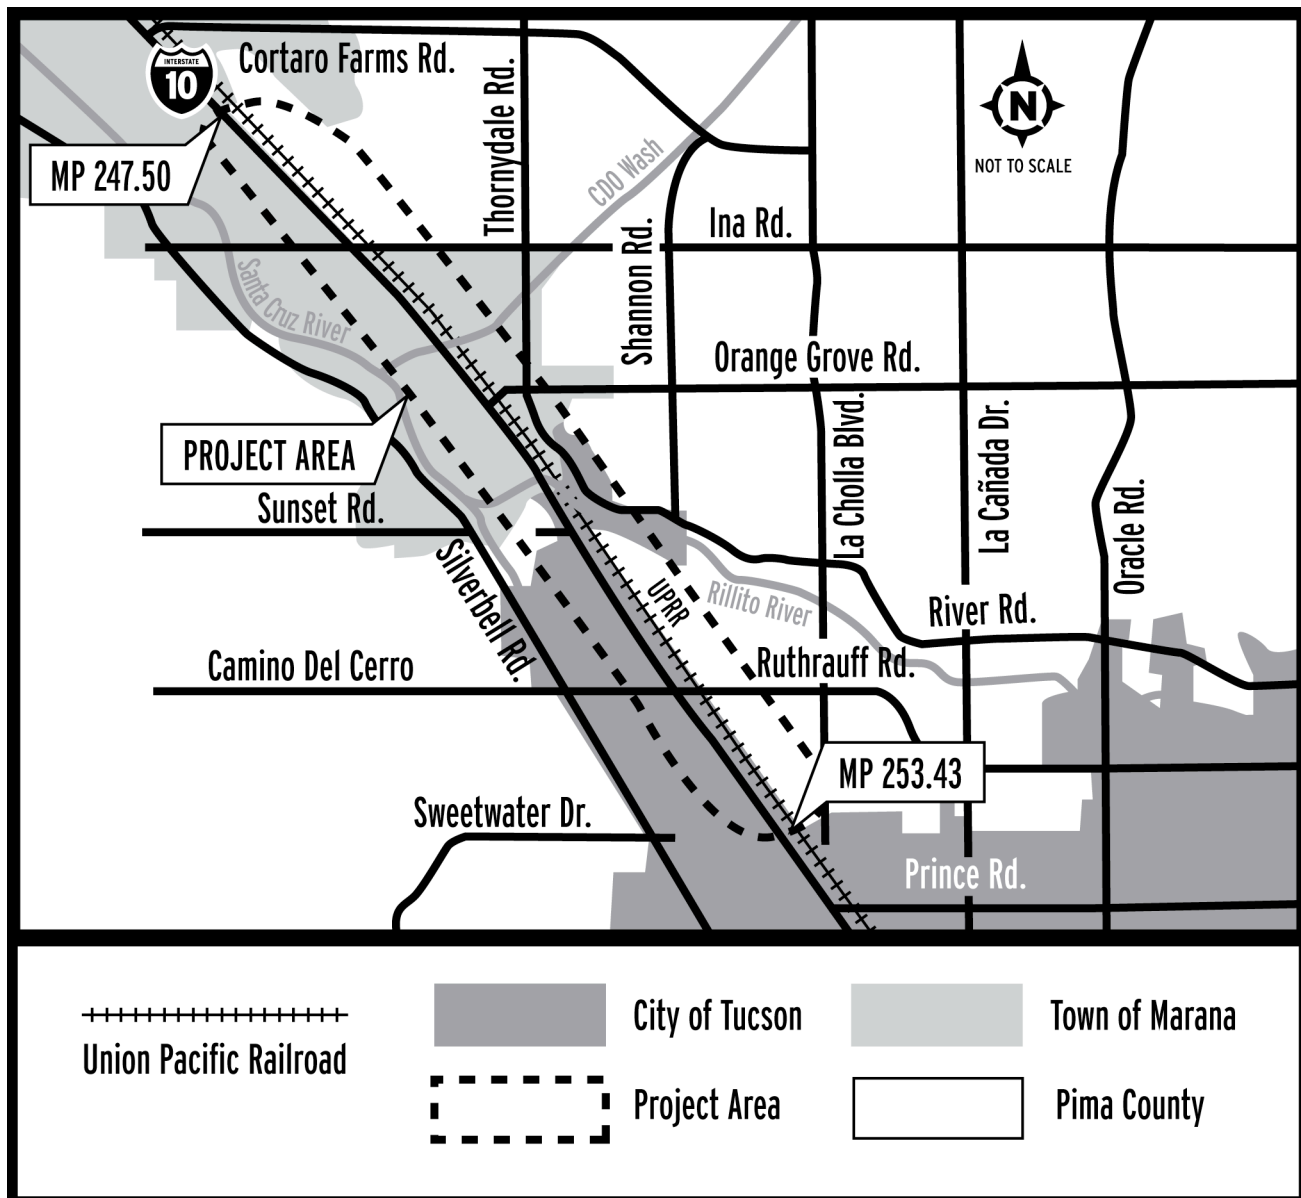 INTERSTATE
10
Cortaro Farms Rd.
Thornydale Rd.
N
NOT TO SCALE
MP 247.50
CDO Wash
Ina Rd.
Shannon Rd.
Santa Cruz River
Orange Grove Rd.
La Cholla Blvd.
La Cañada Dr.
PROJECT AREA
Sunset Rd.
Oracle Rd.
Silverbell Rd.
UPRR
Rillito River
River Rd.
Camino Del Cerro
Ruthrauff Rd.
MP 253.43
Sweetwater Dr.
Prince Rd.
Union Pacific Railroad
City of Tucson
Town of Marana
Project Area
Pima County